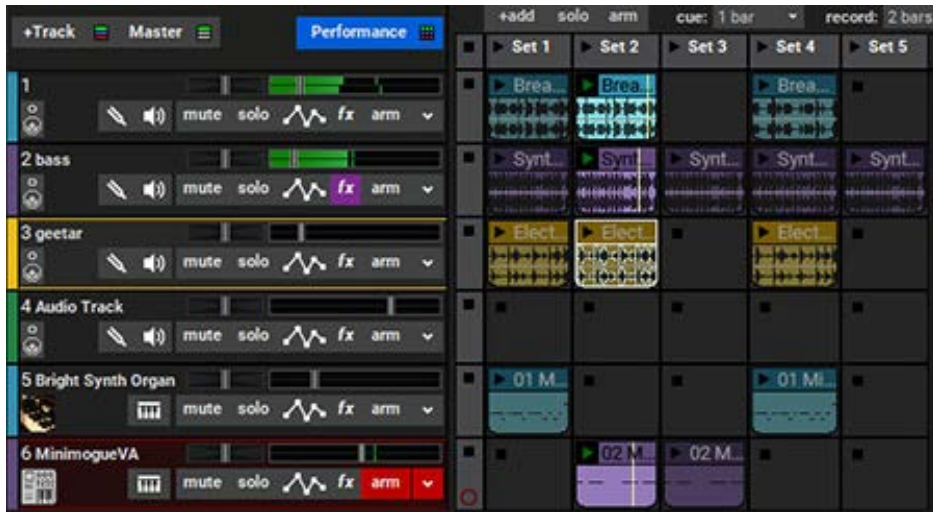 +add solo arm cue: 1 bar record: 2 bars
+Track Master Performance
Set 1 Set 2 Set 3 Set 4 Set 5
1 Brea... Brea... Brea...
mute solo fx arm
2 bass Synt... Synt... Synt... Synt... Synt...
mute solo fx arm
3 geetar Elect... Elect... Elect...
mute solo fx arm
4 Audio Track
mute solo fx arm
5 Bright Synth Organ 01 M... 01 Mi...
mute solo fx arm
6 MinimogueVA 02 M... 02 M...
mute solo fx arm